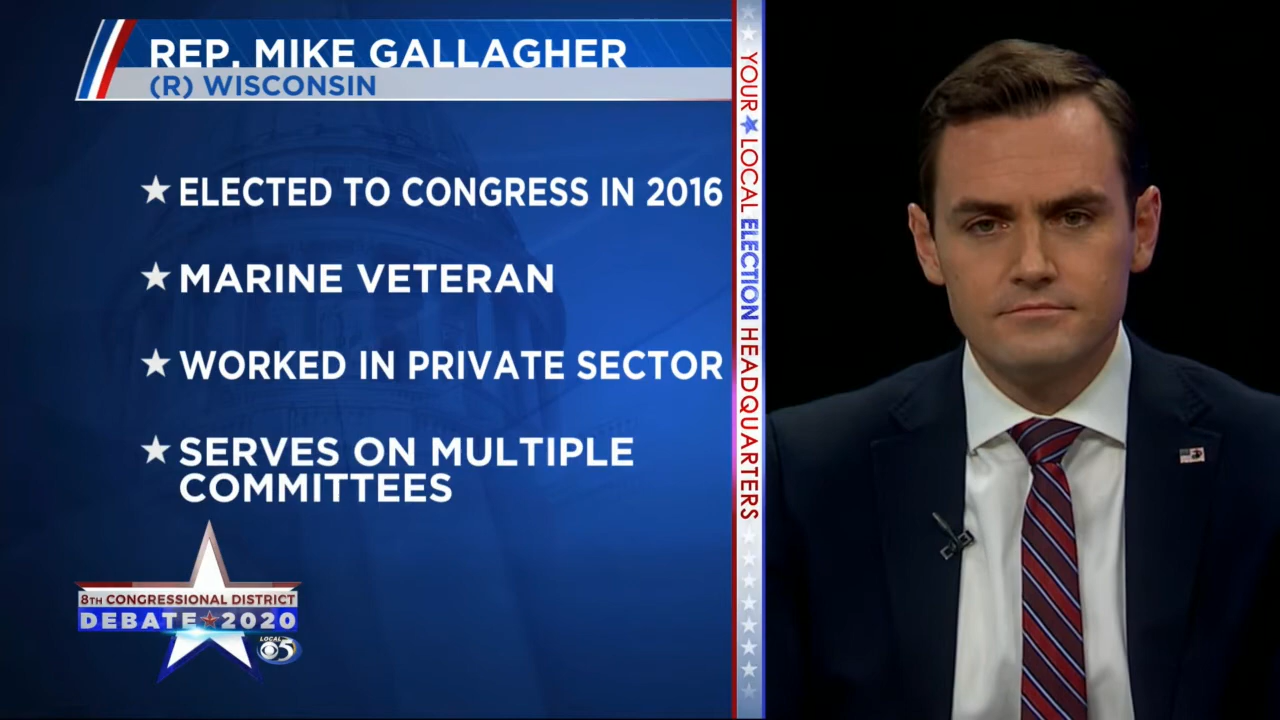 REP. MIKE GALLAGHER
(R) WISCONSIN
★ ELECTED TO CONGRESS IN 2016
★ MARINE VETERAN
★ WORKED IN PRIVATE SECTOR
★ SERVES ON MULTIPLE
COMMITTEES
8TH CONGRESSIONAL DISTRICT
DEBATE★2020
LOCAL
5
YOUR★LOCAL ELECTION HEADQUARTERS